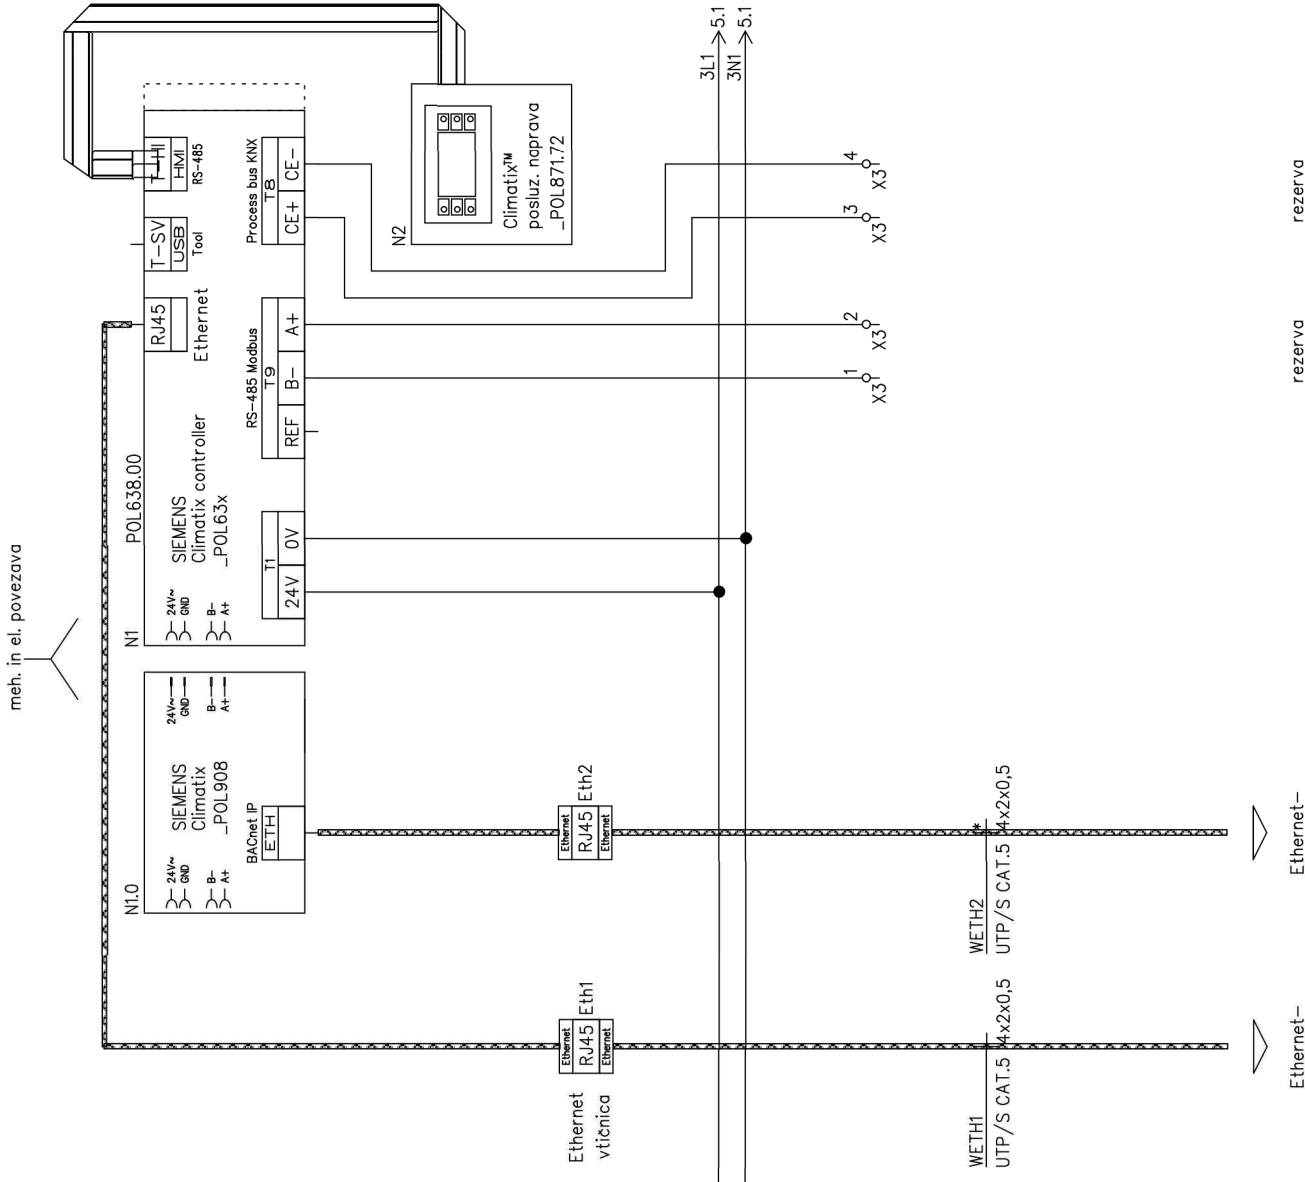 meh. in el. povezava
N1.0
24V~
GND
B-
A+
SIEMENS
Climatix
_POL908
24V~
GND
B-
A+
BACnet IP
ETH
N1
POL638.00
24V~
GND
B-
A+
SIEMENS
Climatix controller
_POL63x
T1
24V
0V
RJ45
Ethernet
T-SV
USB
Tool
T-HI
HMI
RS-485
RS-485 Modbus
T9
REF
B-
A+
Process bus KNX
T8
CE+
CE-
N2
Climatix™
posluz. naprava
_POL871.72
Ethernet
vtičnica
Ethernet
RJ45
Ethernet
Eth1
Ethernet
RJ45
Ethernet
Eth2
3L1
5.1
3N1
5.1
1
X3
2
X3
3
X3
4
X3
WETH1
UTP/S CAT.5
4x2x0,5
WETH2
UTP/S CAT.5
*
4x2x0,5
Ethernet-
Ethernet-
rezerva
rezerva